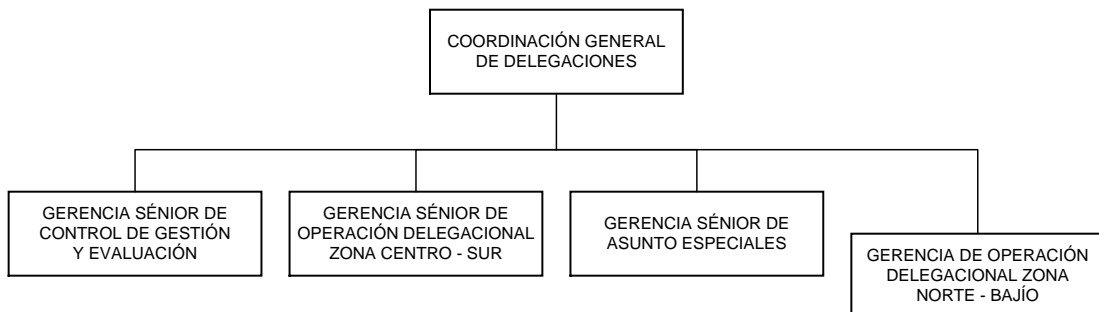 COORDINACIÓN GENERAL
DE DELEGACIONES
GERENCIA SÉNIOR DE
CONTROL DE GESTIÓN
Y EVALUACIÓN
GERENCIA SÉNIOR DE
OPERACIÓN DELEGACIONAL
ZONA CENTRO - SUR
GERENCIA SÉNIOR DE
ASUNTO ESPECIALES
GERENCIA DE OPERACIÓN
DELEGACIONAL ZONA
NORTE - BAJÍO